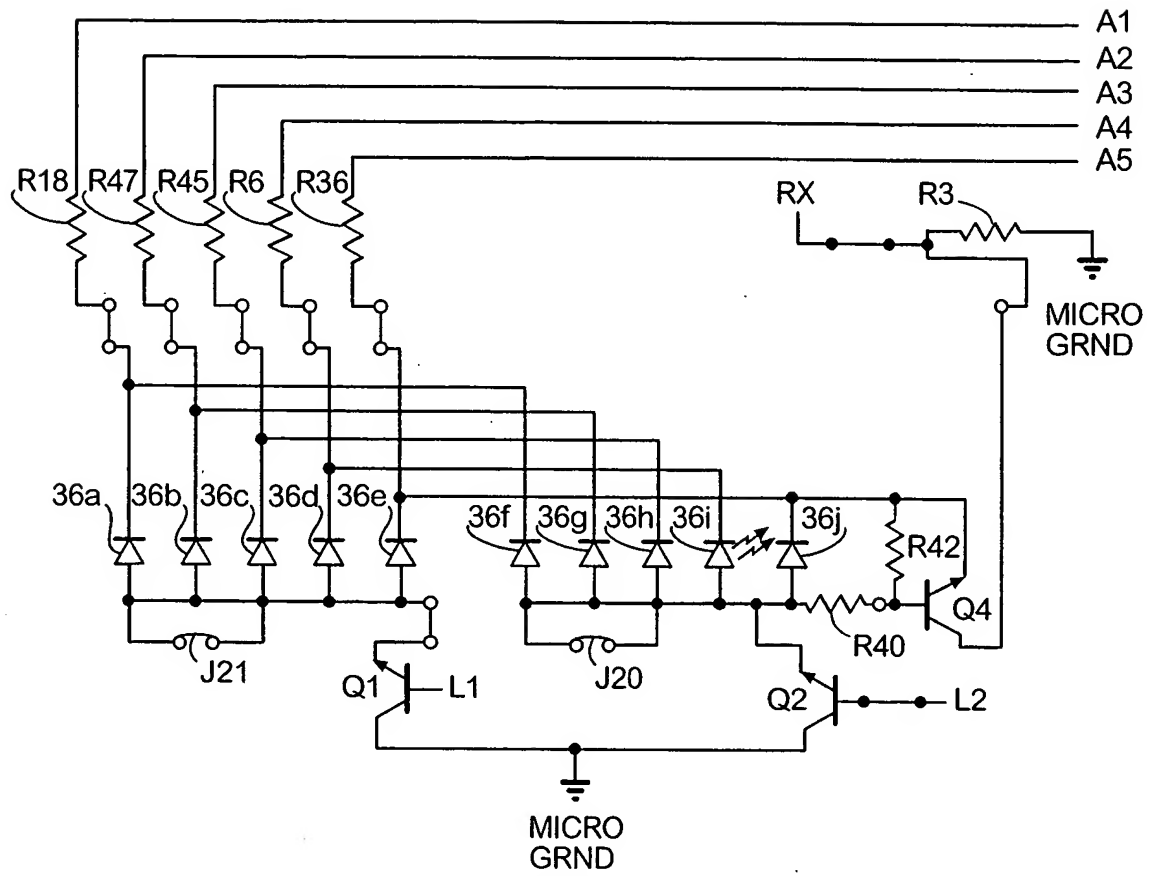 A1
A2
A3
A4
A5
R18 R47 R45 R6 R36
RX R3
MICRO
GRND
36a 36b 36c 36d 36e
36f 36g 36h 36i 36j
R42
Q4
R40
J21 J20
Q1 L1 Q2 L2
MICRO
GRND